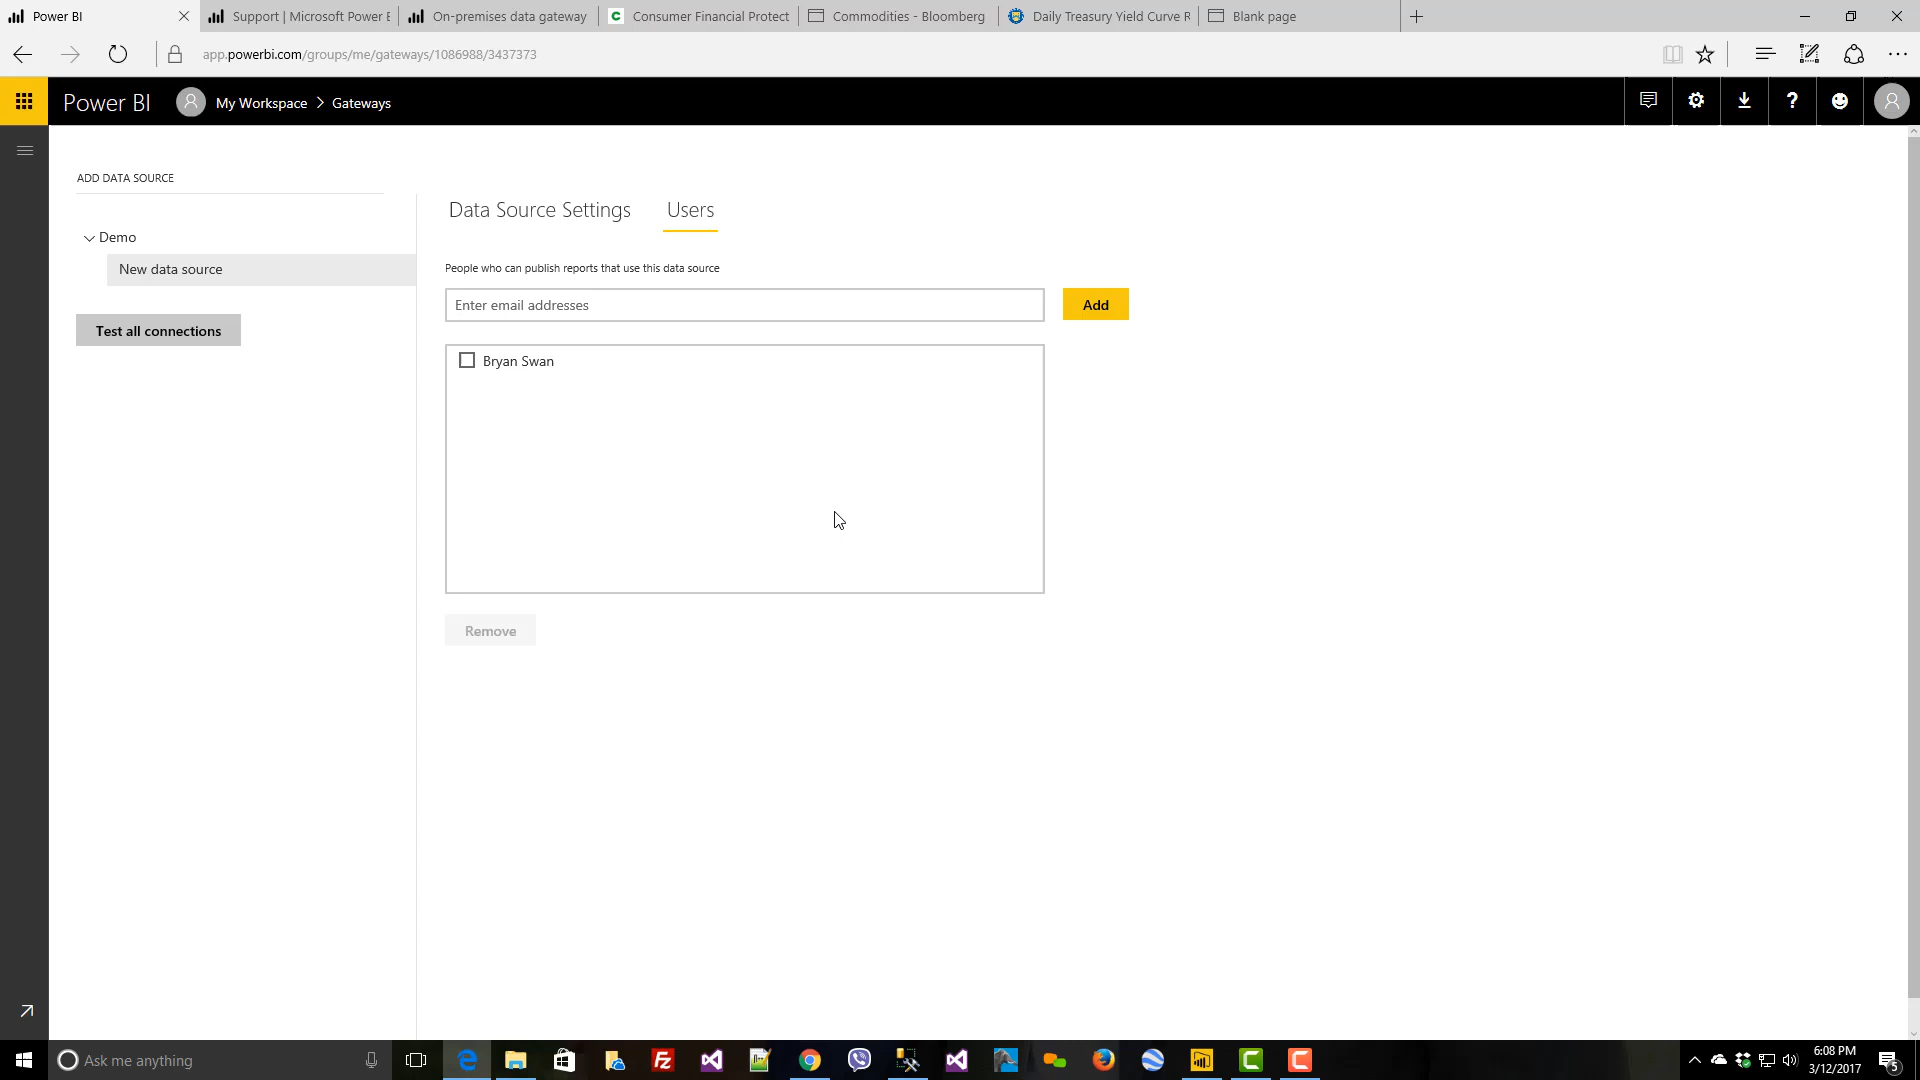 Power BI
Support | Microsoft Power B
On-premises data gateway
Consumer Financial Protect
Commodities - Bloomberg
Daily Treasury Yield Curve R
Blank page
app.powerbi.com/groups/me/gateways/1086988/3437373
Power BI
My Workspace > Gateways
ADD DATA SOURCE
Data Source Settings
Users
Demo
New data source
Test all connections
People who can publish reports that use this data source
Enter email addresses
Add
Bryan Swan
Remove
Ask me anything
6:08 PM
3/12/2017
5